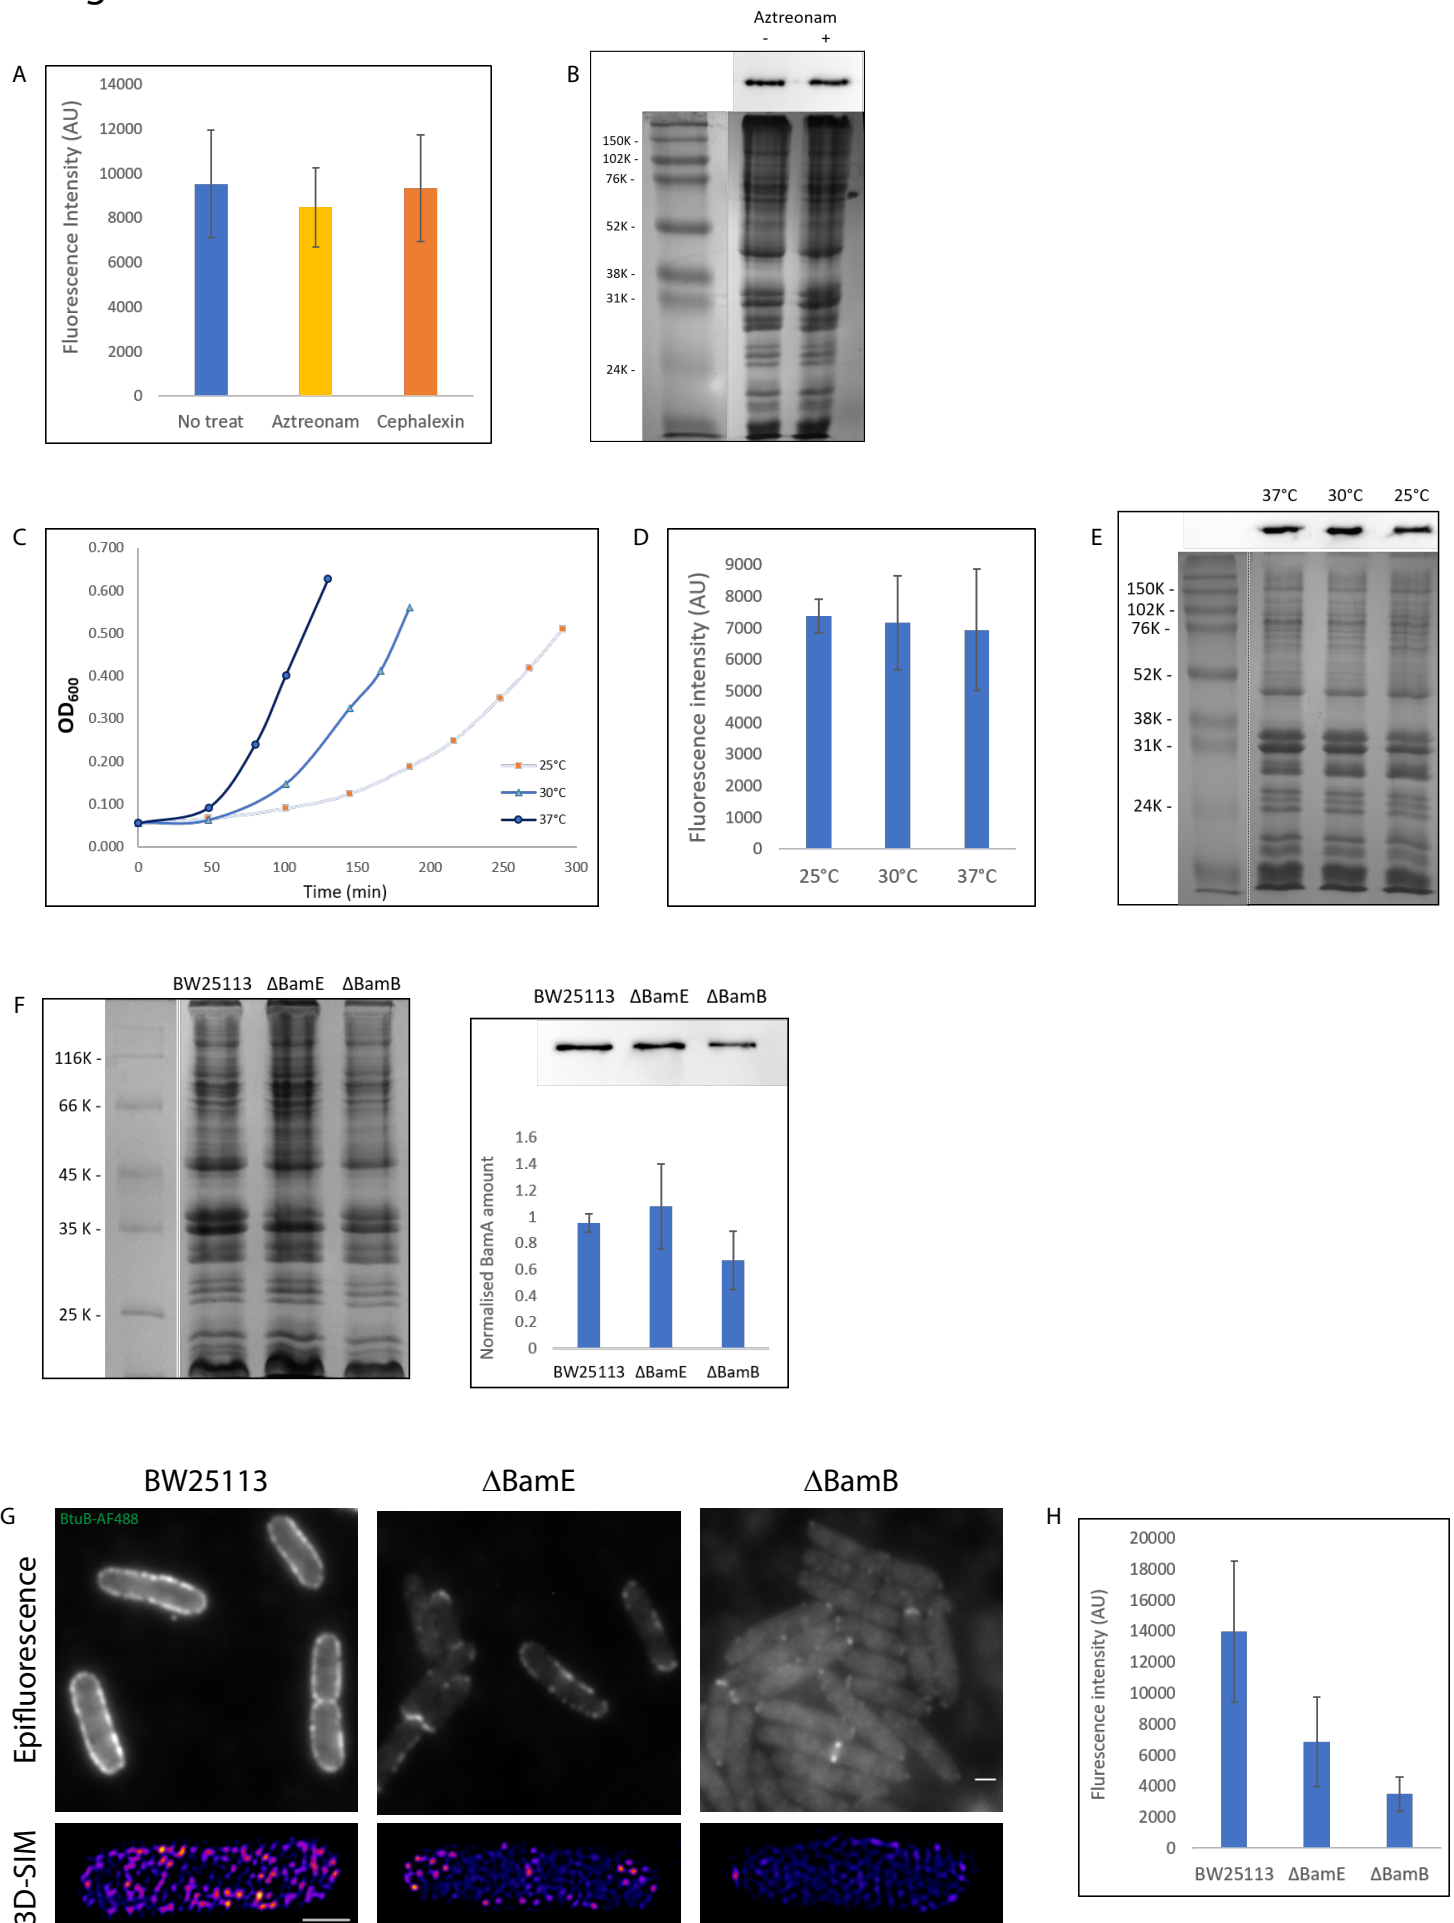 Aztreonam
- +
A
14000
12000
10000
8000
6000
4000
2000
0
Fluorescence Intensity (AU)
No treat Aztreonam Cephalexin
B
150K -
102K -
76K -
52K -
38K -
31K -
24K -
C
0.700
0.600
0.500
0.400
0.300
0.200
0.100
0.000
OD600
0 50 100 150 200 250 300
Time (min)
25°C
30°C
37°C
D
9000
8000
7000
6000
5000
4000
3000
2000
1000
0
Fluorescence intensity (AU)
25°C 30°C 37°C
E
37°C 30°C 25°C
150K -
102K -
76K -
52K -
38K -
31K -
24K -
F
BW25113 ΔBamE ΔBamB
116K -
66 K -
45 K -
35 K -
25 K -
BW25113 ΔBamE ΔBamB
1.6
1.4
1.2
1
0.8
0.6
0.4
0.2
0
Normalised BamA amount
BW25113 ΔBamE ΔBamB
BW25113 ΔBamE ΔBamB
G
BtuB-AF488
Epifluorescence
3D-SIM
H
20000
18000
16000
14000
12000
10000
8000
6000
4000
2000
0
Flurescence intensity (AU)
BW25113 ΔBamE ΔBamB